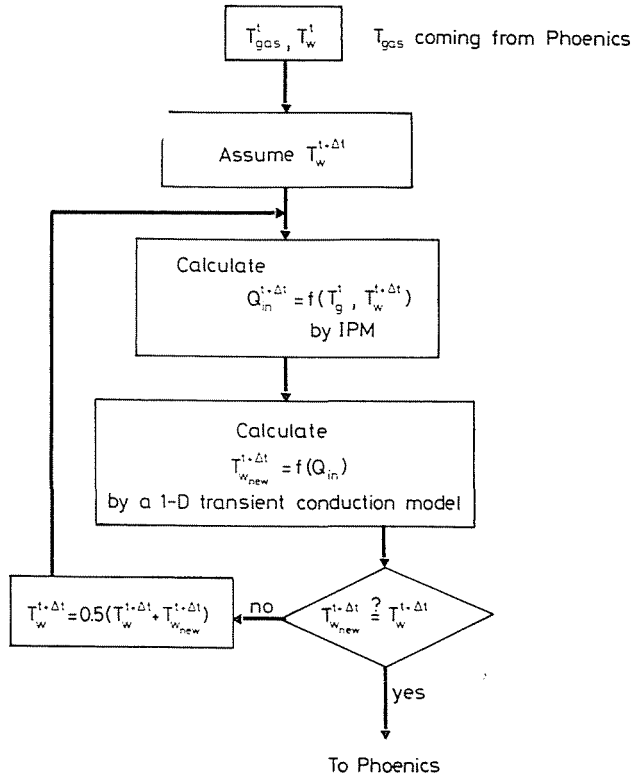 T_gas^t, T_w^t
T_gas coming from Phoenics
Assume T_w^t+Δt
Calculate
Q_in^t+Δt = f(T_g^t, T_w^t+Δt)
by IPM
Calculate
T_w_new^t+Δt = f(Q_in)
by a 1-D transient conduction model
T_w^t+Δt = 0.5(T_w^t+Δt + T_w_new^t+Δt)
no
T_w_new^t+Δt ?= T_w^t+Δt
yes
To Phoenics